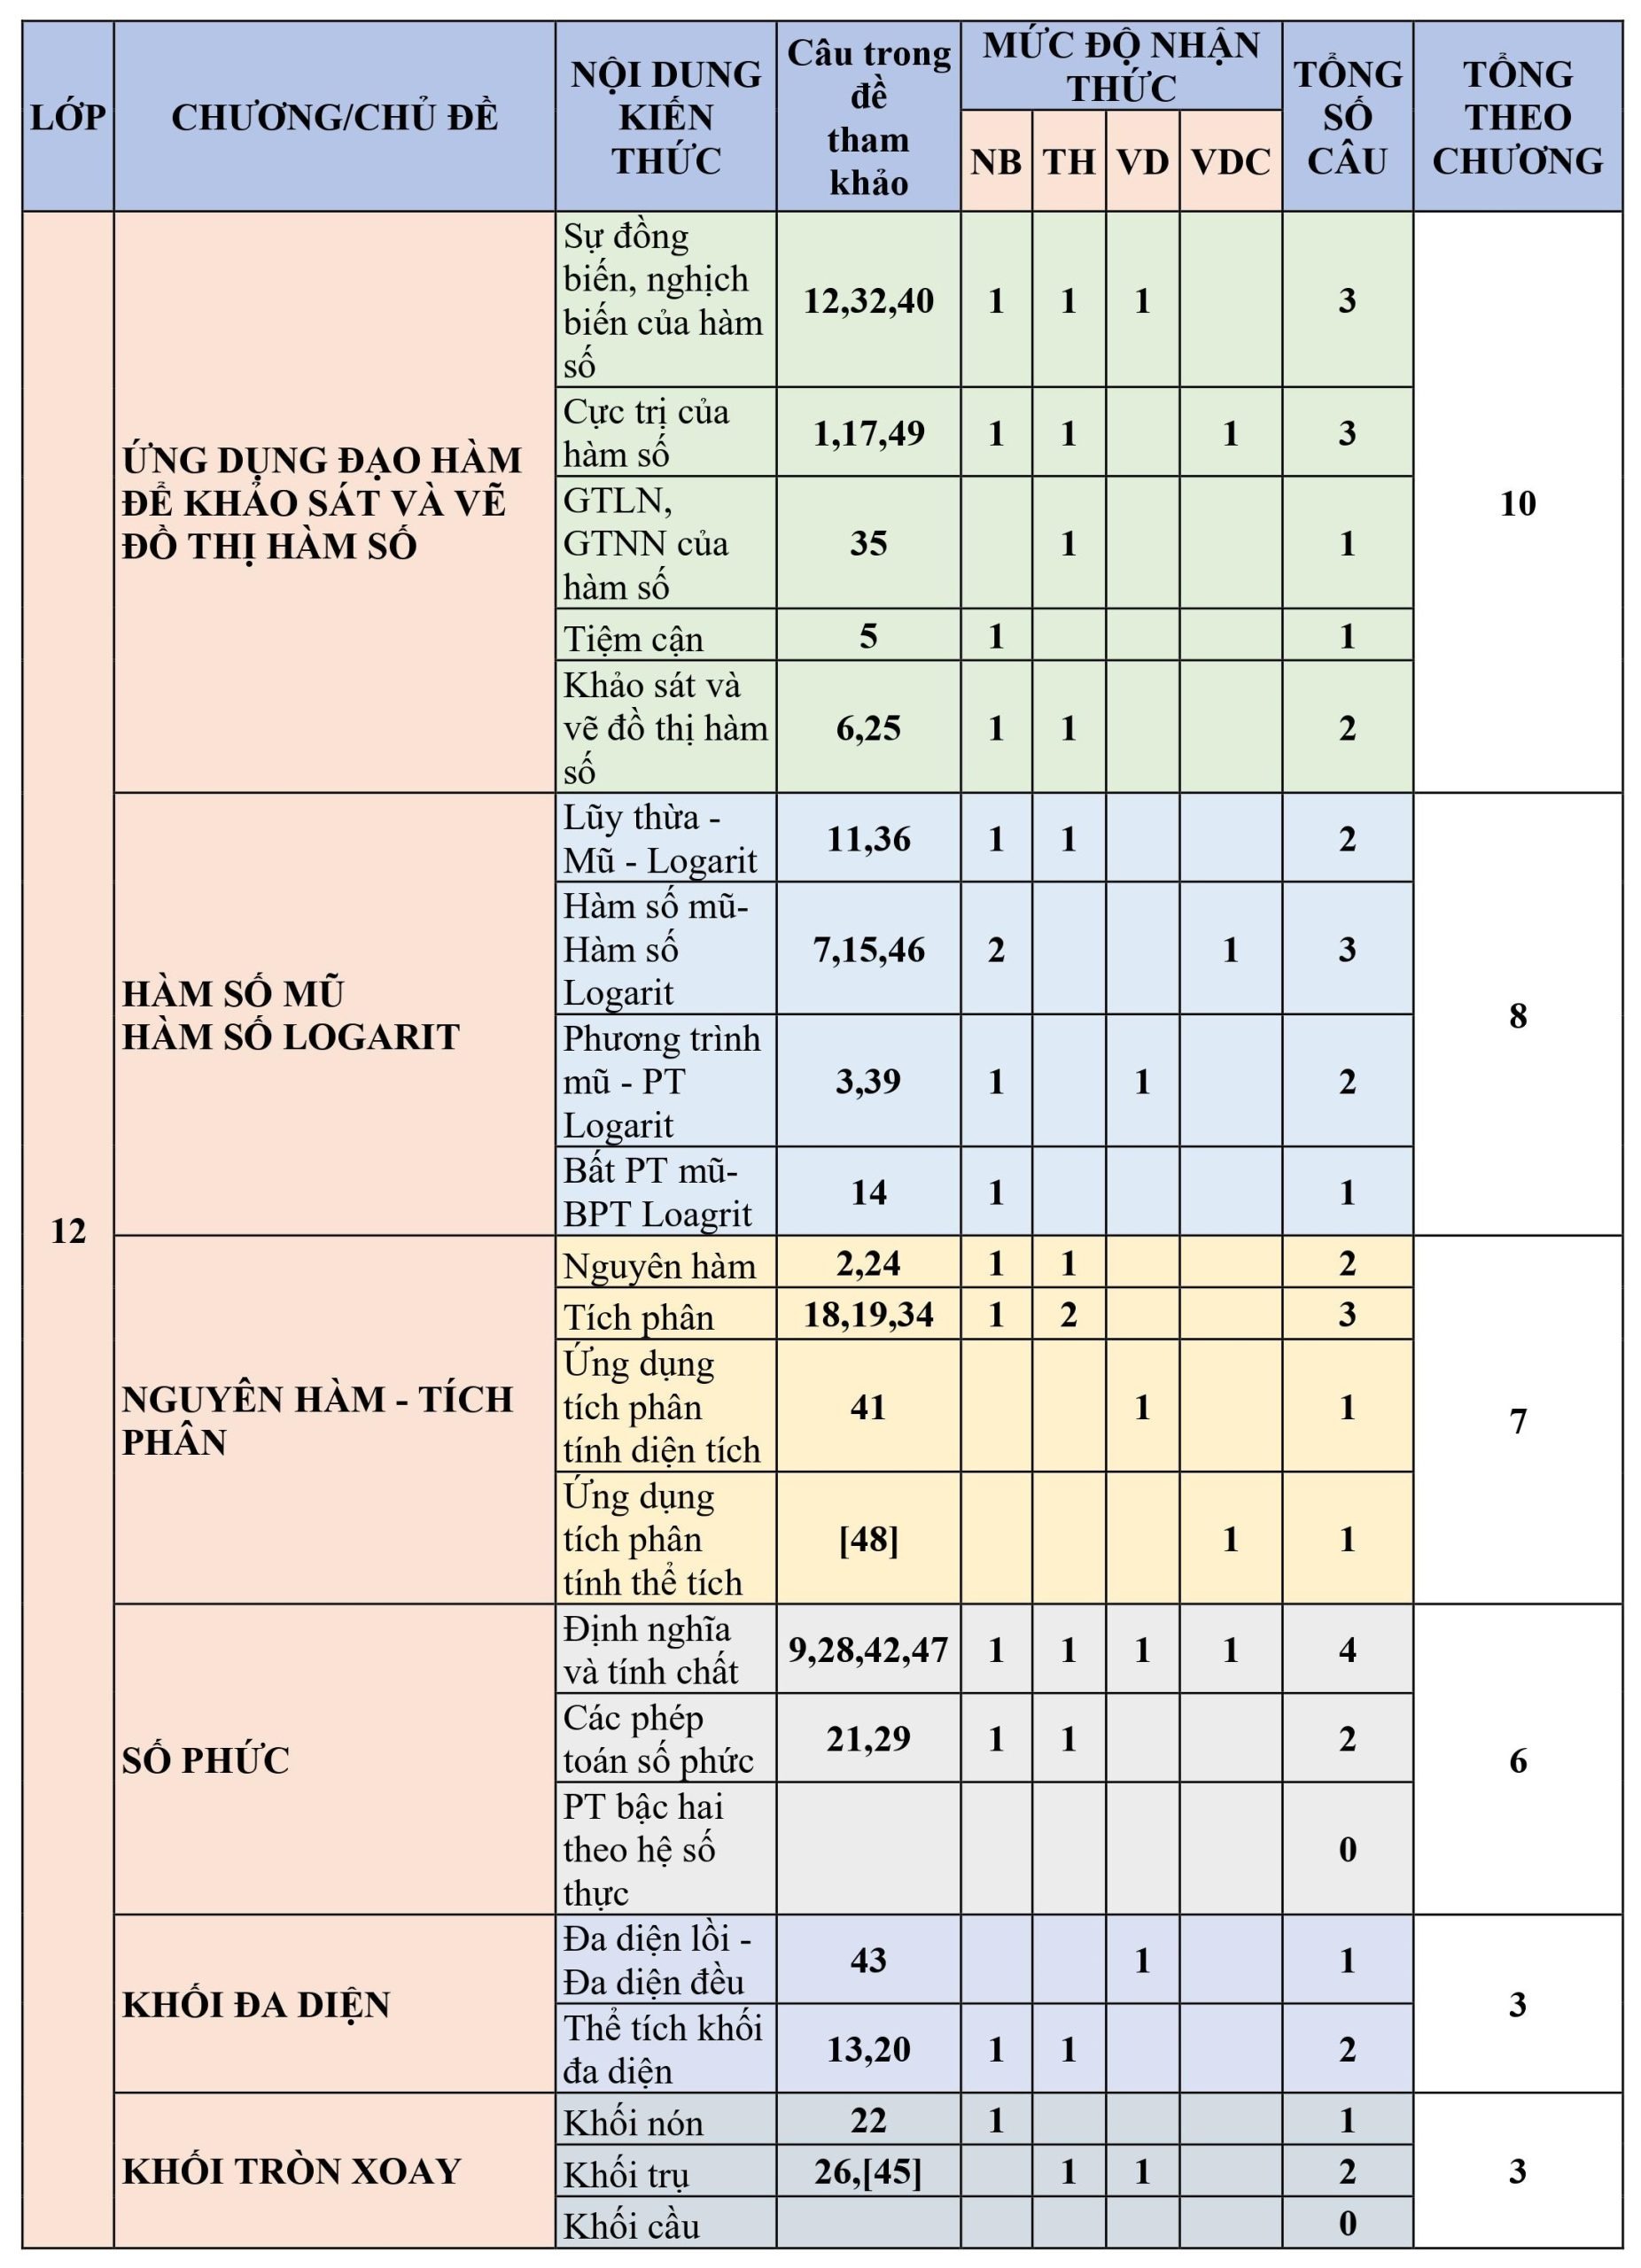 LỚP
CHƯƠNG/CHỦ ĐỀ
NỘI DUNG
KIẾN
THỨC
Câu trong
đề
tham
khảo
MỨC ĐỘ NHẬN
THỨC
NB TH VD VDC
TỔNG
SỐ
CÂU
TỔNG
THEO
CHƯƠNG
12
ỨNG DỤNG ĐẠO HÀM
ĐỂ KHẢO SÁT VÀ VẼ
ĐỒ THỊ HÀM SỐ
Sự đồng
biến, nghịch
biến của hàm
số
12,32,40 1 1 1 3
Cực trị của
hàm số
1,17,49 1 1 1 3
GTLN,
GTNN của
hàm số
35 1 1
Tiệm cận 5 1 1
Khảo sát và
vẽ đồ thị hàm
số
6,25 1 1 2
10
HÀM SỐ MŨ
HÀM SỐ LOGARIT
Lũy thừa -
Mũ - Logarit
11,36 1 1 2
Hàm số mũ-
Hàm số
Logarit
7,15,46 2 1 3
Phương trình
mũ - PT
Logarit
3,39 1 1 2
Bất PT mũ-
BPT Loagrit
14 1 1
8
NGUYÊN HÀM - TÍCH
PHÂN
Nguyên hàm 2,24 1 1 2
Tích phân 18,19,34 1 2 3
Ứng dụng
tích phân
tính diện tích
41 1 1
Ứng dụng
tích phân
tính thể tích
[48] 1 1
7
SỐ PHỨC
Định nghĩa
và tính chất
9,28,42,47 1 1 1 1 4
Các phép
toán số phức
21,29 1 1 2
PT bậc hai
theo hệ số
thực
0
6
KHỐI ĐA DIỆN
Đa diện lồi -
Đa diện đều
43 1 1
Thể tích khối
đa diện
13,20 1 1 2
3
KHỐI TRÒN XOAY
Khối nón 22 1 1
Khối trụ 26,[45] 1 1 2
Khối cầu 0
3